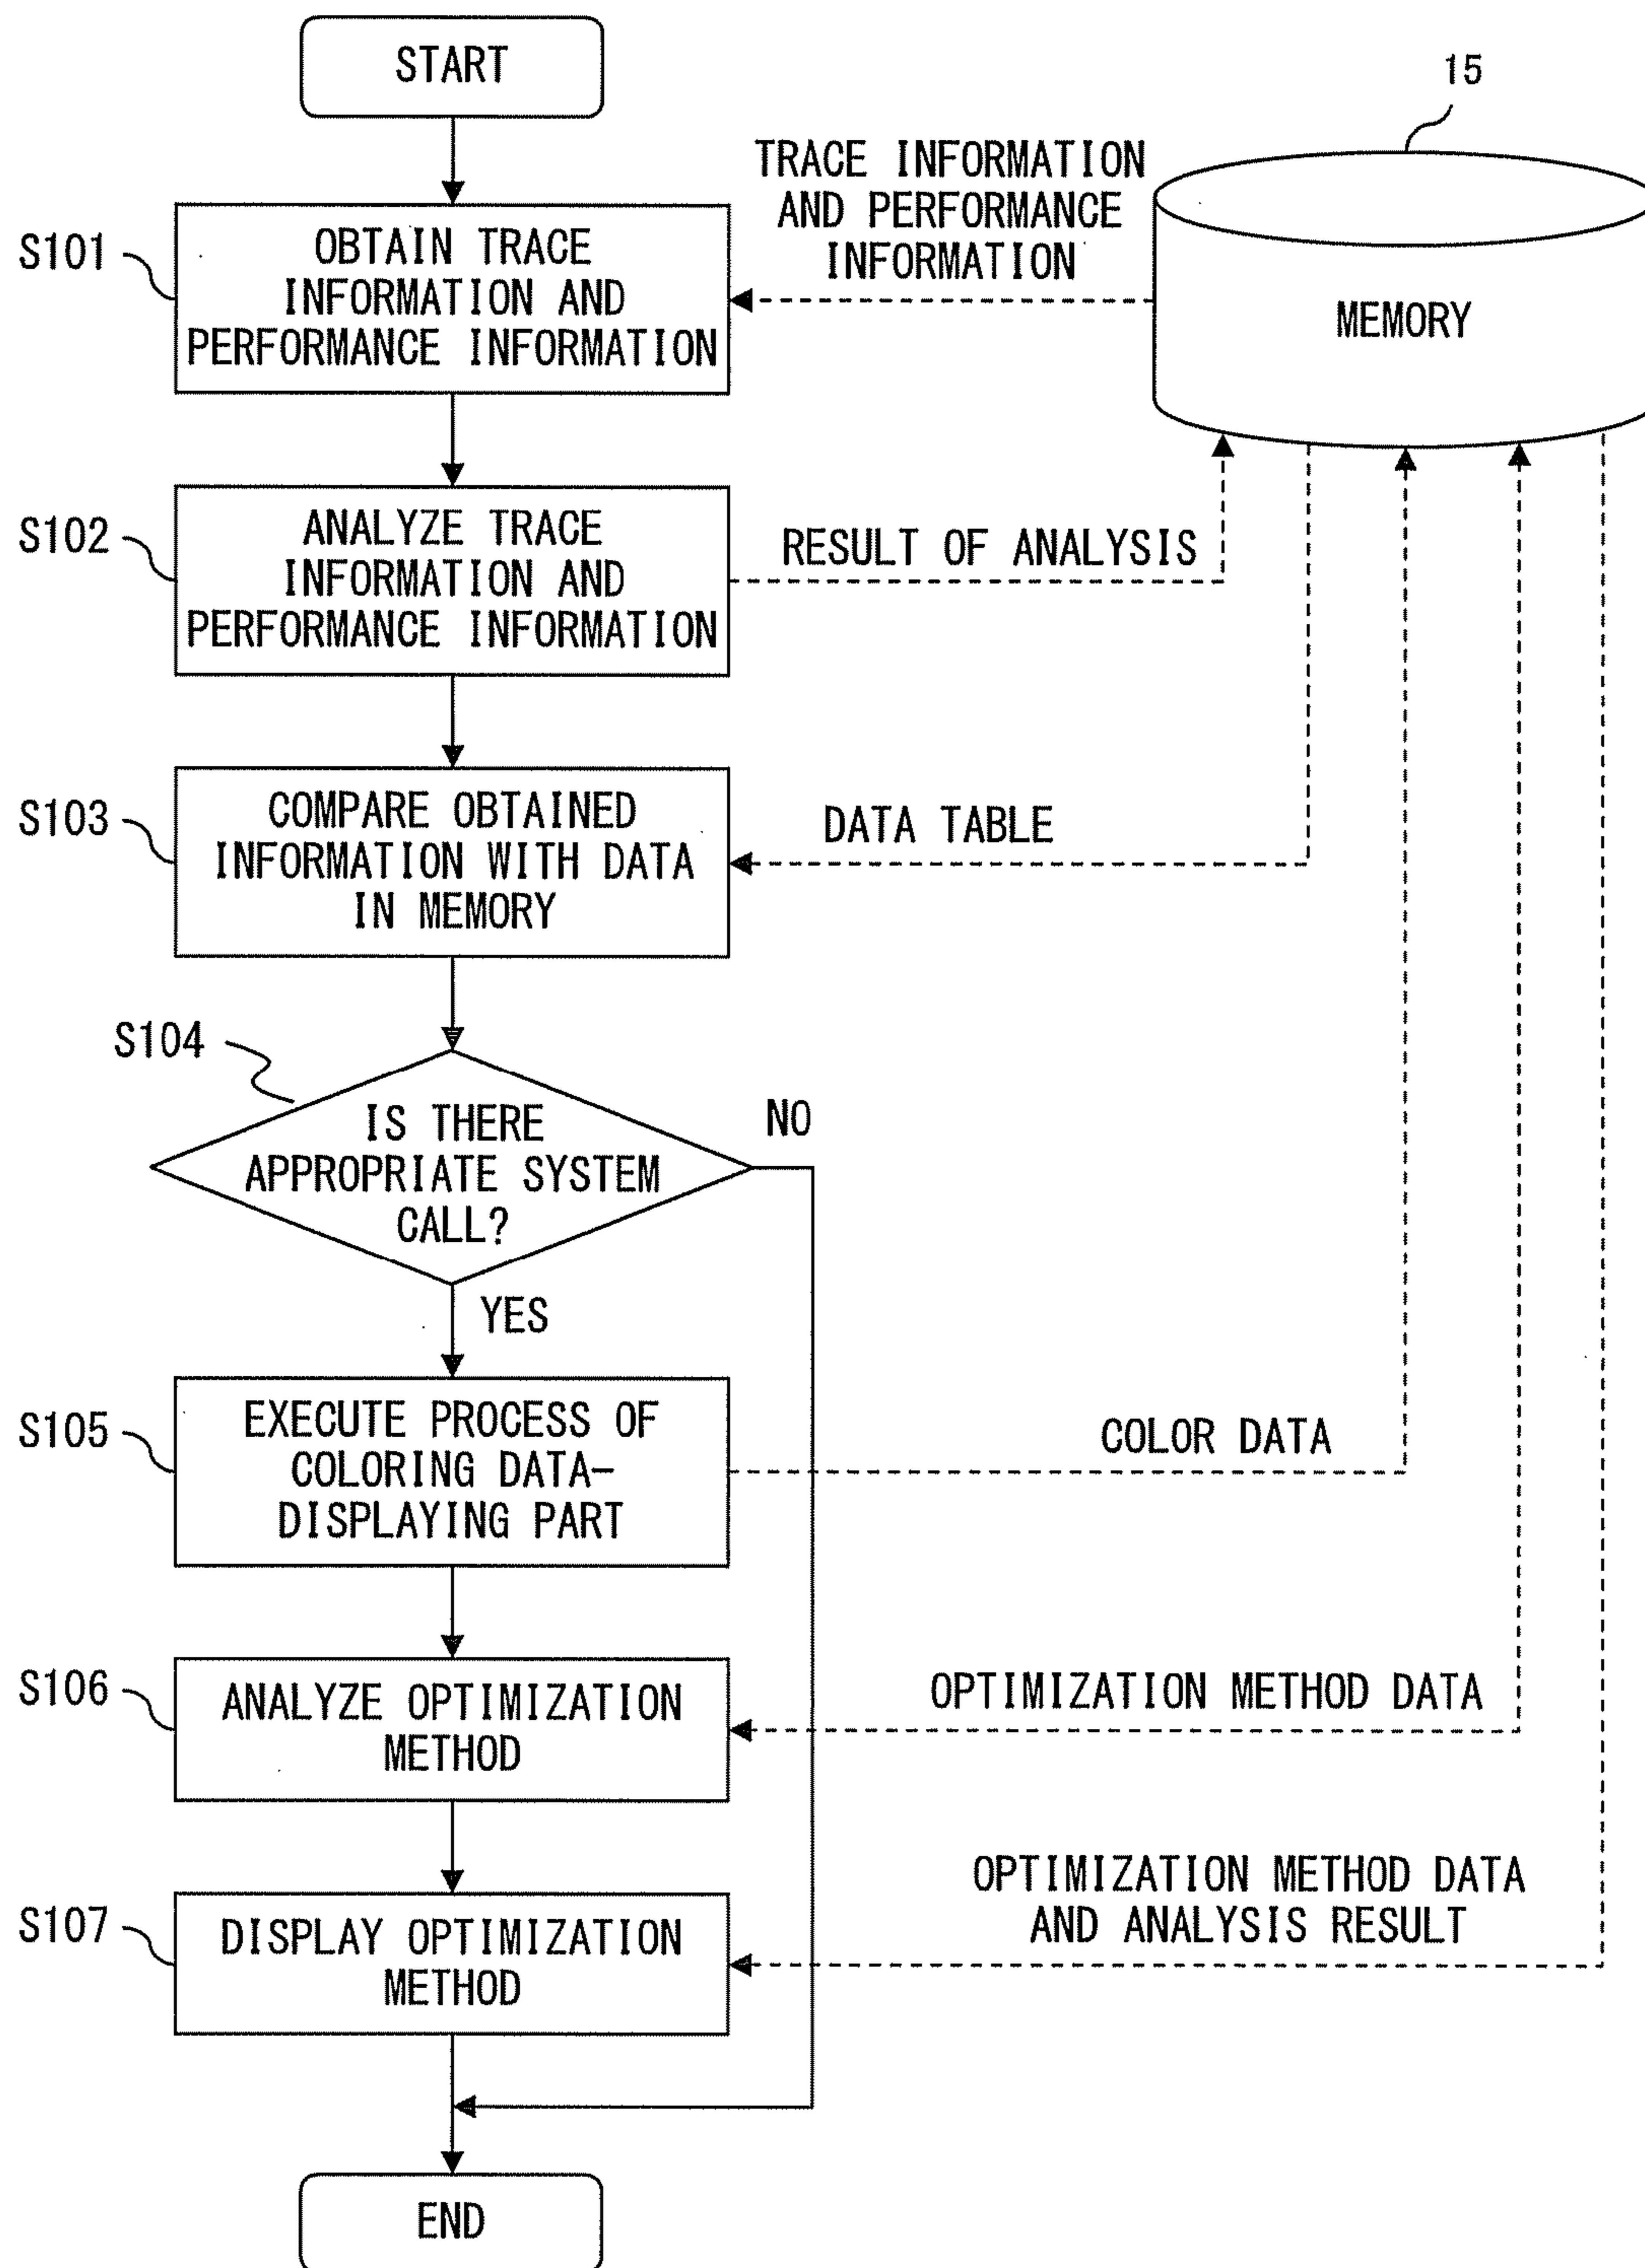 START
15
TRACE INFORMATION
AND PERFORMANCE
INFORMATION
S101
OBTAIN TRACE
INFORMATION AND
PERFORMANCE INFORMATION
MEMORY
S102
ANALYZE TRACE
INFORMATION AND
PERFORMANCE INFORMATION
RESULT OF ANALYSIS
S103
COMPARE OBTAINED
INFORMATION WITH DATA
IN MEMORY
DATA TABLE
S104
IS THERE
APPROPRIATE SYSTEM
CALL?
NO
YES
S105
EXECUTE PROCESS OF
COLORING DATA-
DISPLAYING PART
COLOR DATA
S106
ANALYZE OPTIMIZATION
METHOD
OPTIMIZATION METHOD DATA
S107
DISPLAY OPTIMIZATION
METHOD
OPTIMIZATION METHOD DATA
AND ANALYSIS RESULT
END